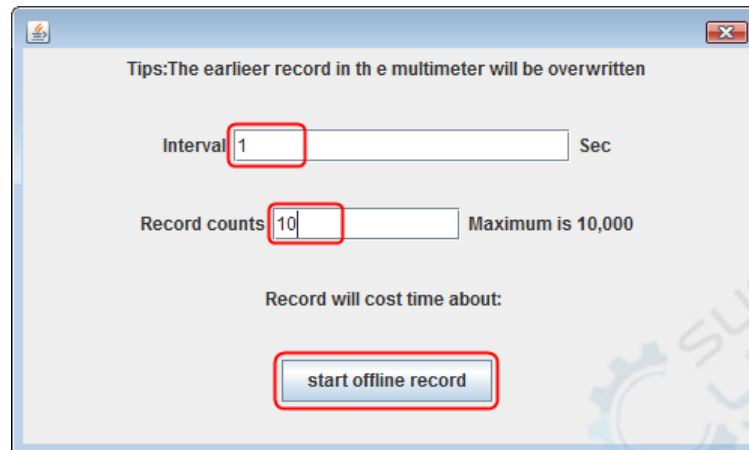 Tips:The earlieer record in th e multimeter will be overwritten
Interval 1 Sec
Record counts 10 Maximum is 10,000
Record will cost time about:
start offline record